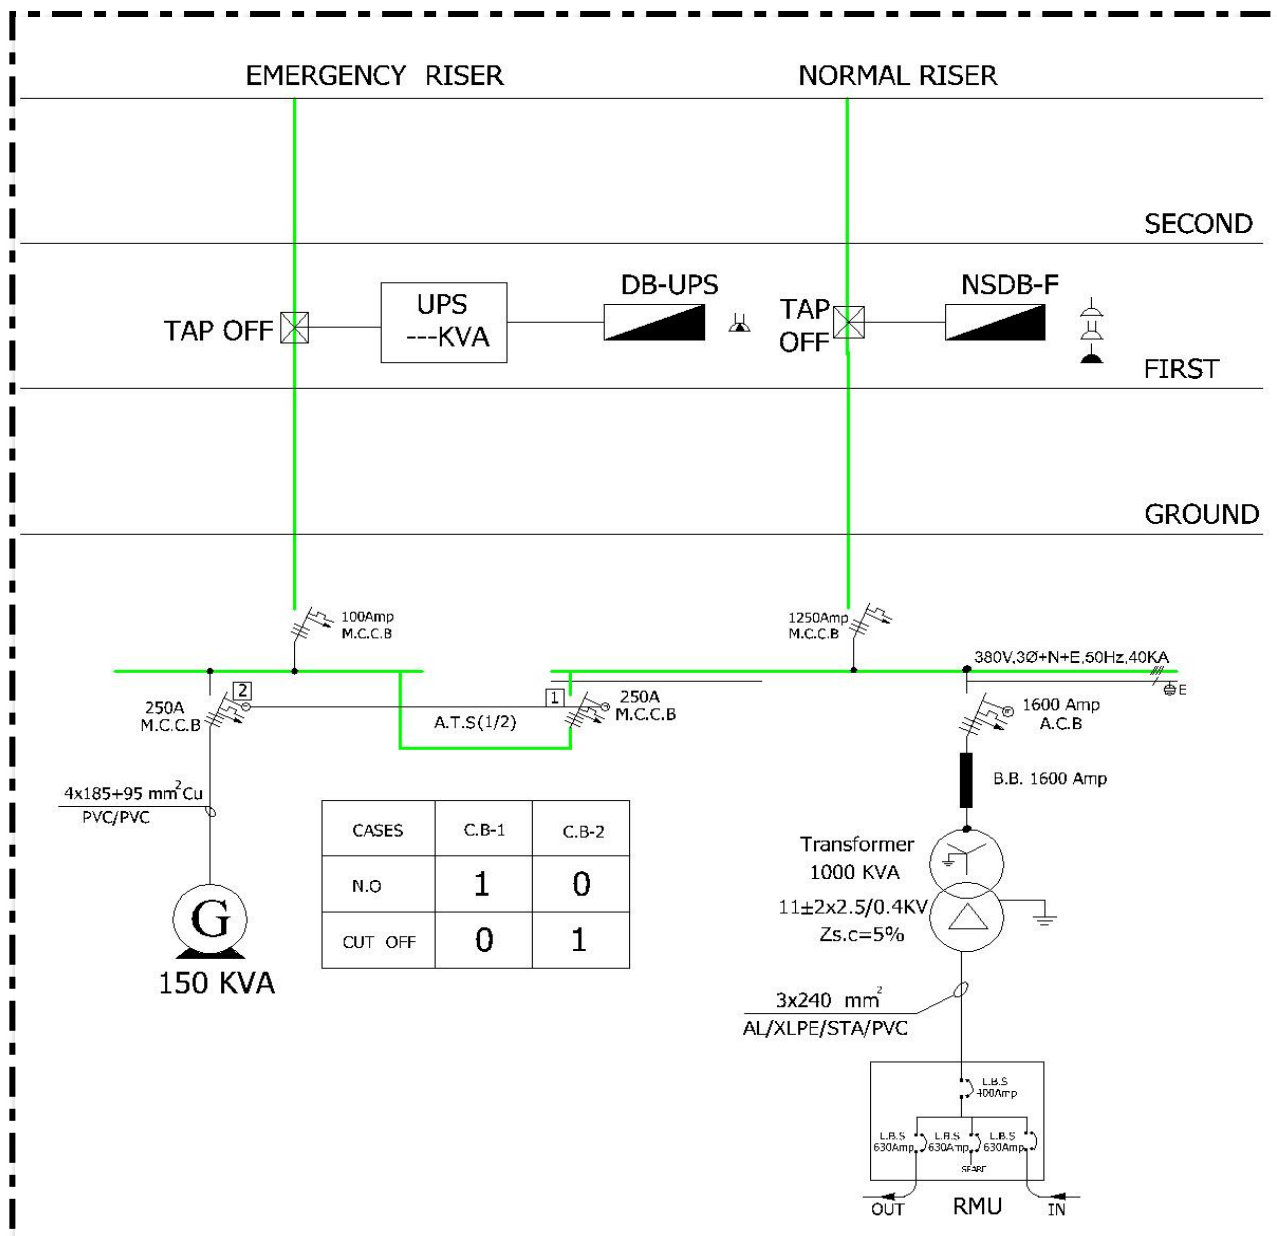 EMERGENCY RISER
NORMAL RISER
SECOND
TAP OFF
UPS
---KVA
DB-UPS
TAP
OFF
NSDB-F
FIRST
GROUND
100Amp
M.C.C.B
1250Amp
M.C.C.B
380V,3Ø+N+E,50Hz,40KA
E
250A
M.C.C.B
2
A.T.S(1/2)
1
250A
M.C.C.B
1600 Amp
A.C.B
B.B. 1600 Amp
4x185+95 mm²Cu
PVC/PVC
CASES C.B-1 C.B-2
N.O 1 0
CUT OFF 0 1
G
150 KVA
Transformer
1000 KVA
11±2x2.5/0.4KV
Zs.c=5%
3x240 mm²
AL/XLPE/STA/PVC
L.B.S
400Amp
L.B.S
630Amp
L.B.S
630Amp
L.B.S
630Amp
SPARE
OUT
RMU
IN